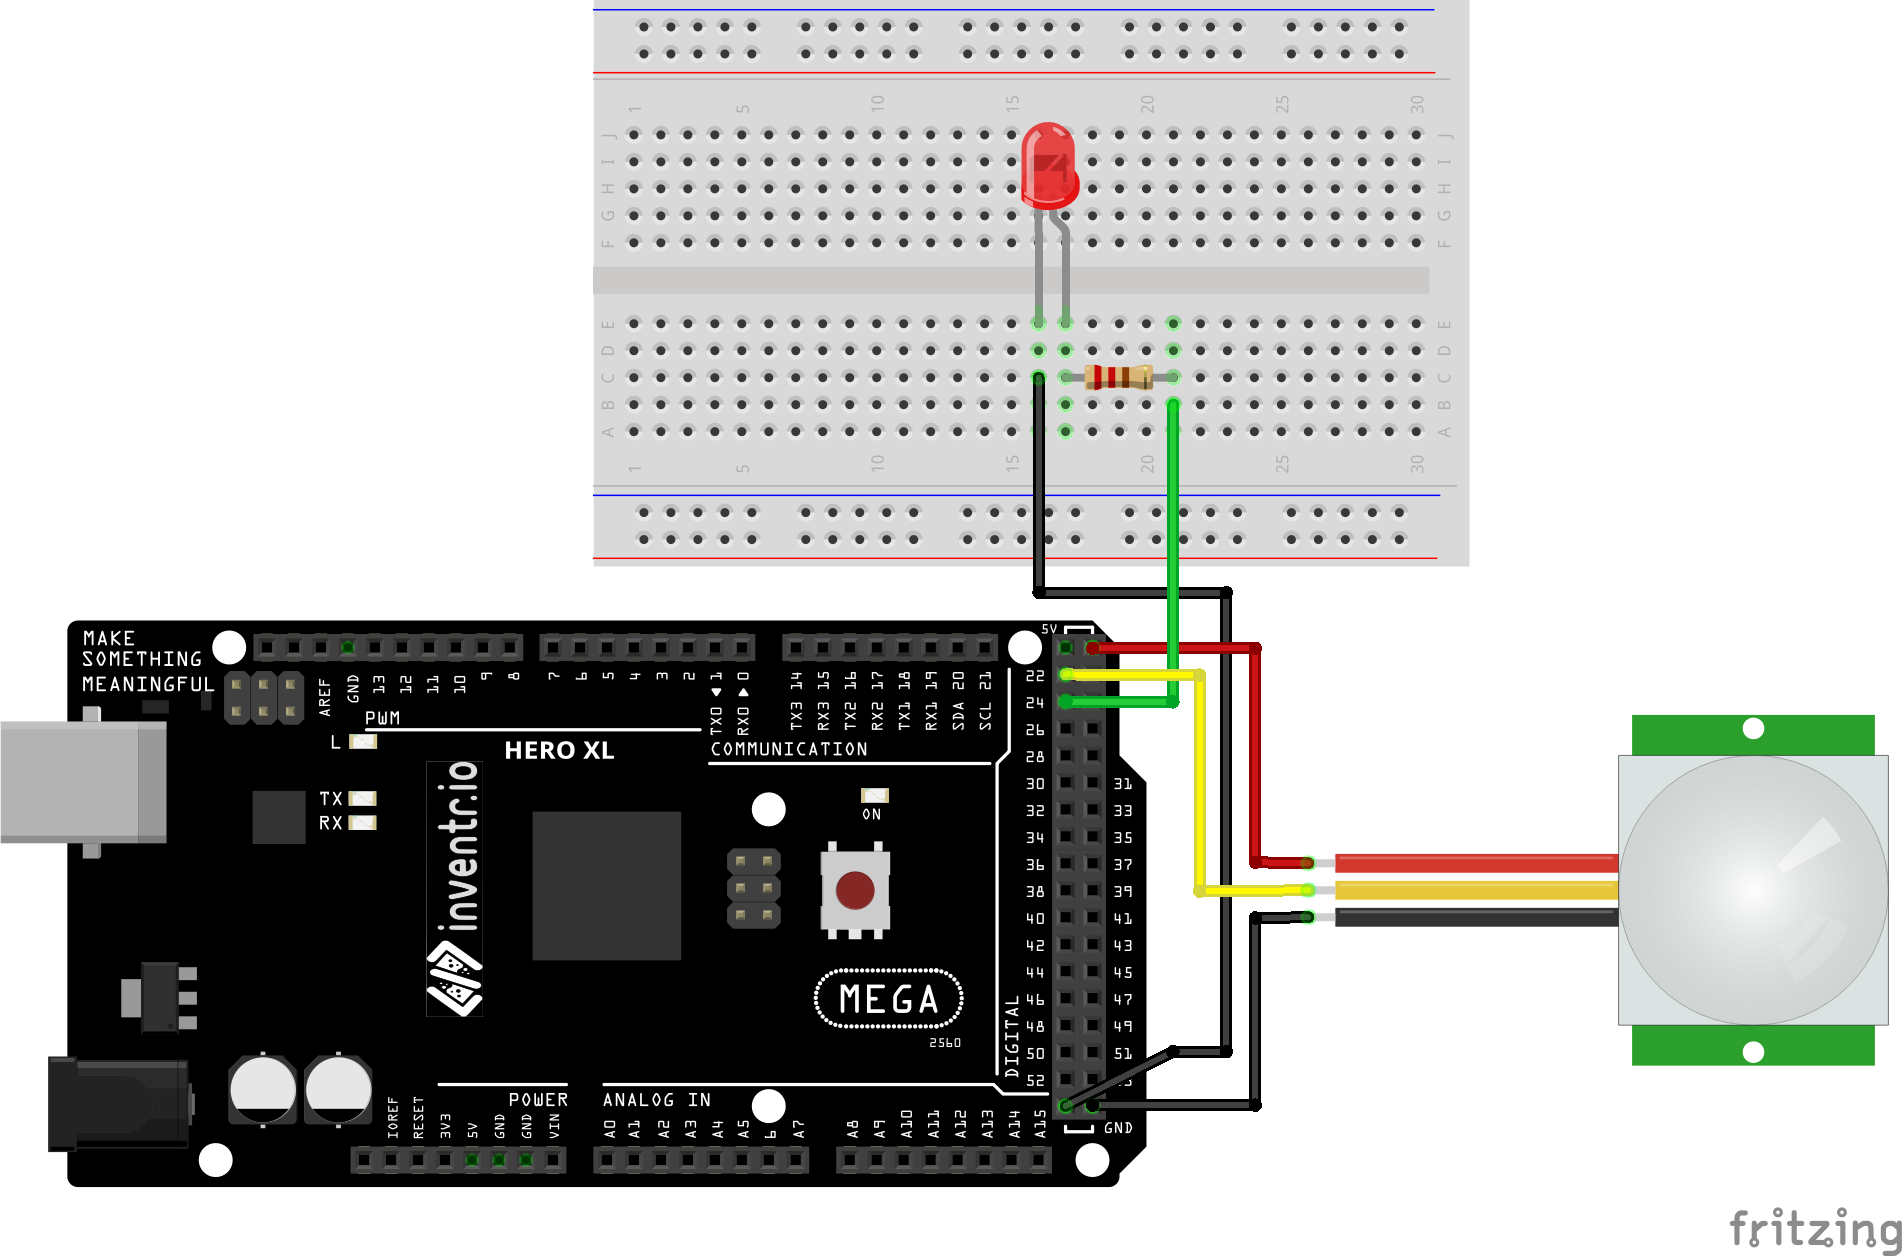 1 5 10 15 20 25 30
J J
I I
H H
G G
F F
E E
D D
C C
B B
A A
1 5 10 15 20 25 30
MAKE
SOMETHING
MEANINGFUL
5V
AREF GND 13 12 11 10 9 8 7 6 5 4 3 2 TX0 1 RX0 0 TX3 14 RX3 15 TX2 16 RX2 17 TX1 18 RX1 19 SDA 20 SCL 21
PWM
L
HERO XL
COMMUNICATION
TX
RX
ON
inventr.io
MEGA
2560
DIGITAL
22
24
26
28
30 31
32 33
34 35
36 37
38 39
40 41
42 43
44 45
46 47
48 49
50 51
52
GND
POWER
ANALOG IN
IOREF RESET 3V3 5V GND GND VIN
A0 A1 A2 A3 A4 A5 6 A7 A8 A9 A10 A11 A12 A13 A14 A15
fritzing